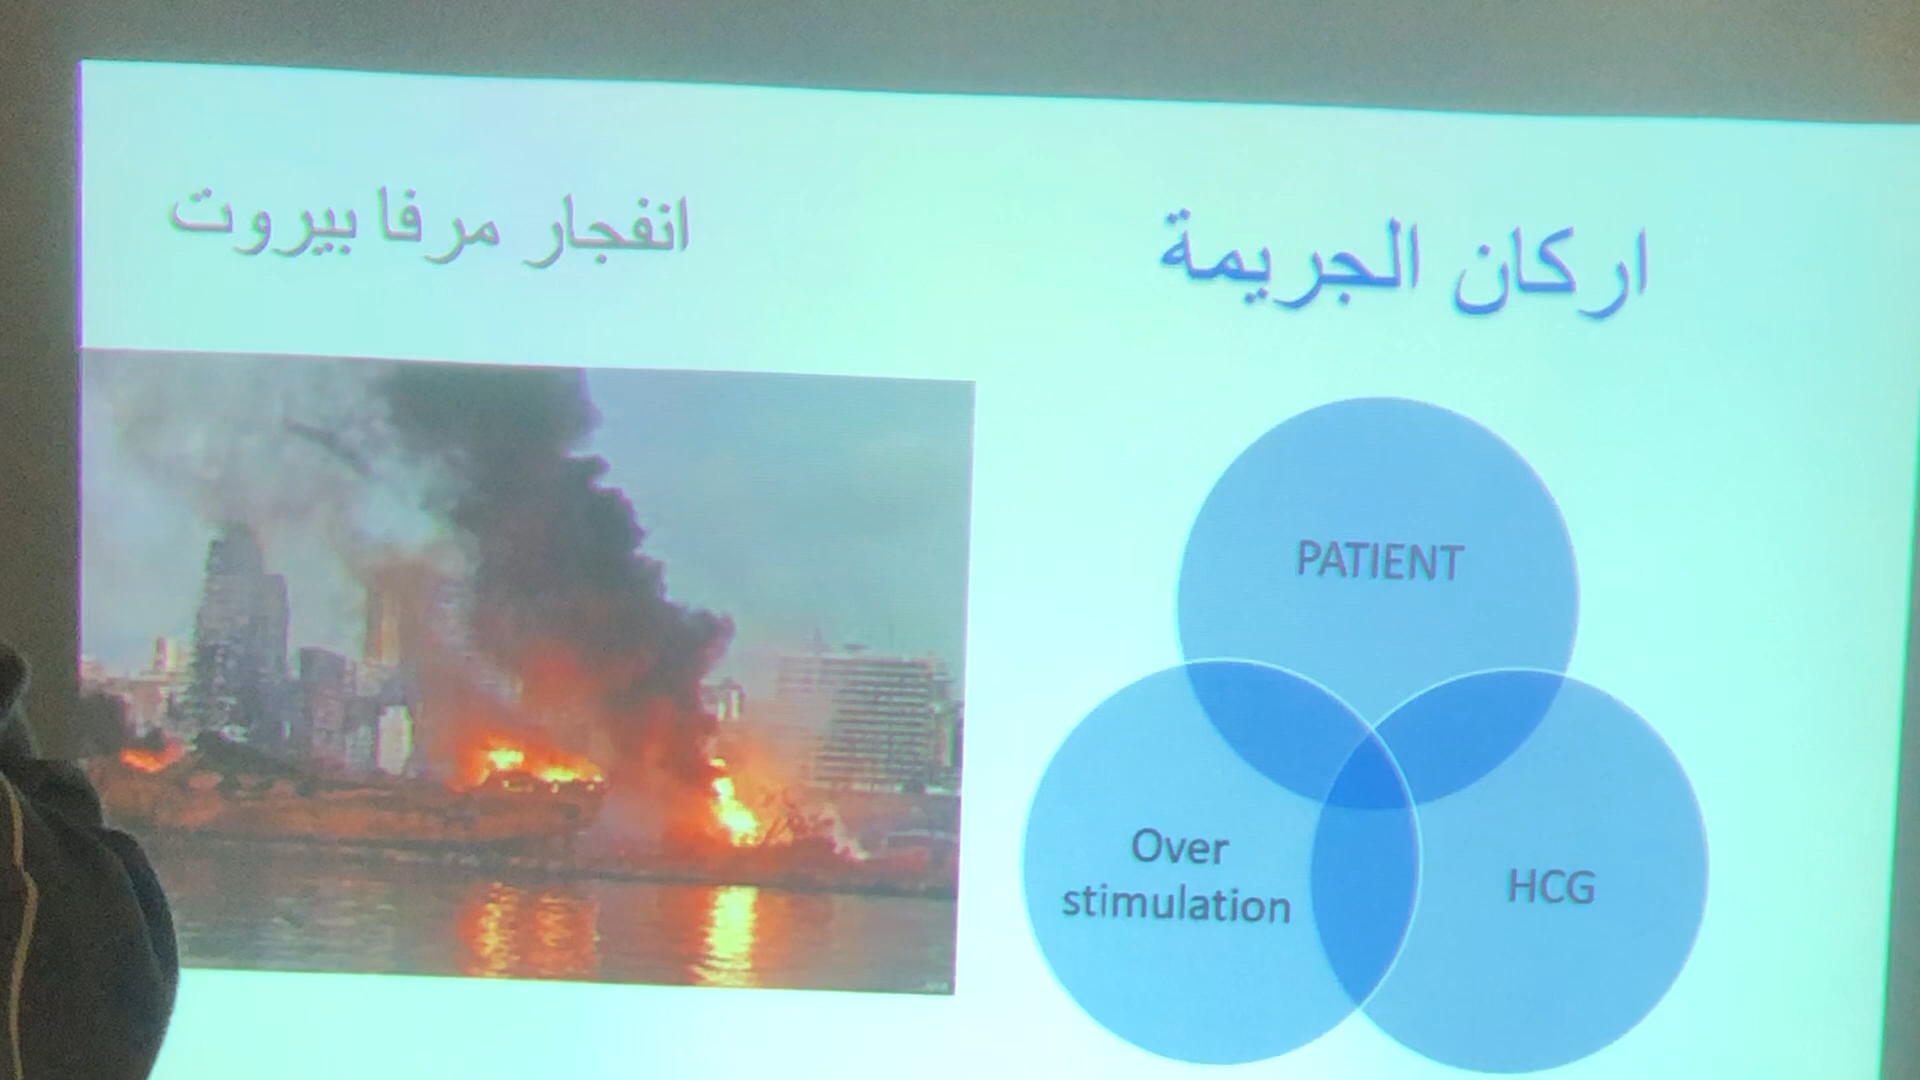 اركان الجريمة
انفجار مرفا بيروت
PATIENT
Over
stimulation
HCG